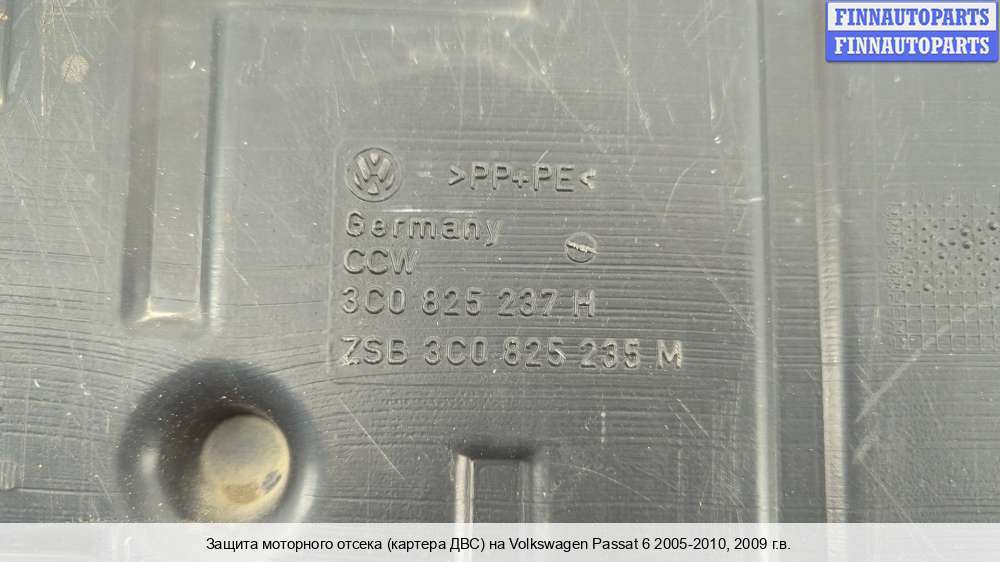 FINNAUTOPARTS
FINNAUTOPARTS
>PP+PE<
Germany
CCW
3C0 825 237 H
ZSB 3C0 825 235 M
Защита моторного отсека (картера ДВС) на Volkswagen Passat 6 2005-2010, 2009 г.в.